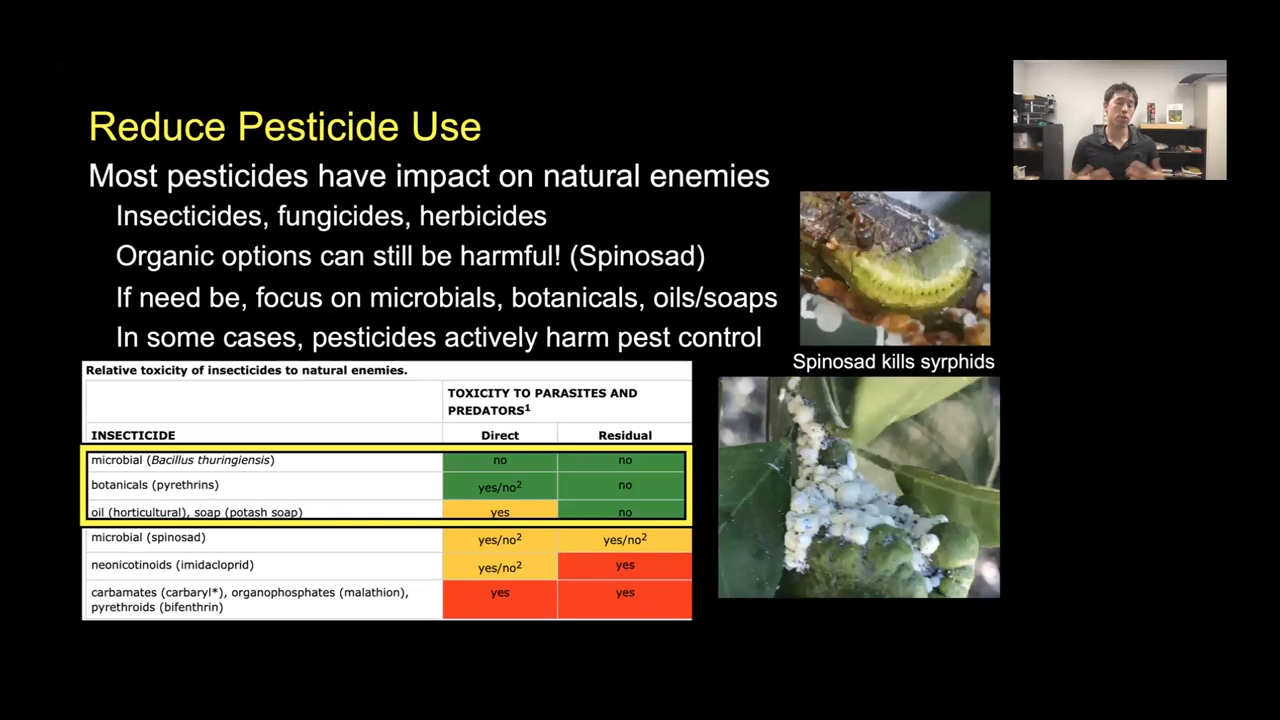 Reduce Pesticide Use
Most pesticides have impact on natural enemies
Insecticides, fungicides, herbicides
Organic options can still be harmful! (Spinosad)
If need be, focus on microbials, botanicals, oils/soaps
In some cases, pesticides actively harm pest control
Spinosad kills syrphids
Relative toxicity of insecticides to natural enemies.
TOXICITY TO PARASITES AND
PREDATORS1
INSECTICIDE Direct Residual
microbial (Bacillus thuringiensis) no no
botanicals (pyrethrins) yes/no2 no
oil (horticultural), soap (potash soap) yes no
microbial (spinosad) yes/no2 yes/no2
neonicotinoids (imidacloprid) yes/no2 yes
carbamates (carbaryl*), organophosphates (malathion), yes yes
pyrethroids (bifenthrin)